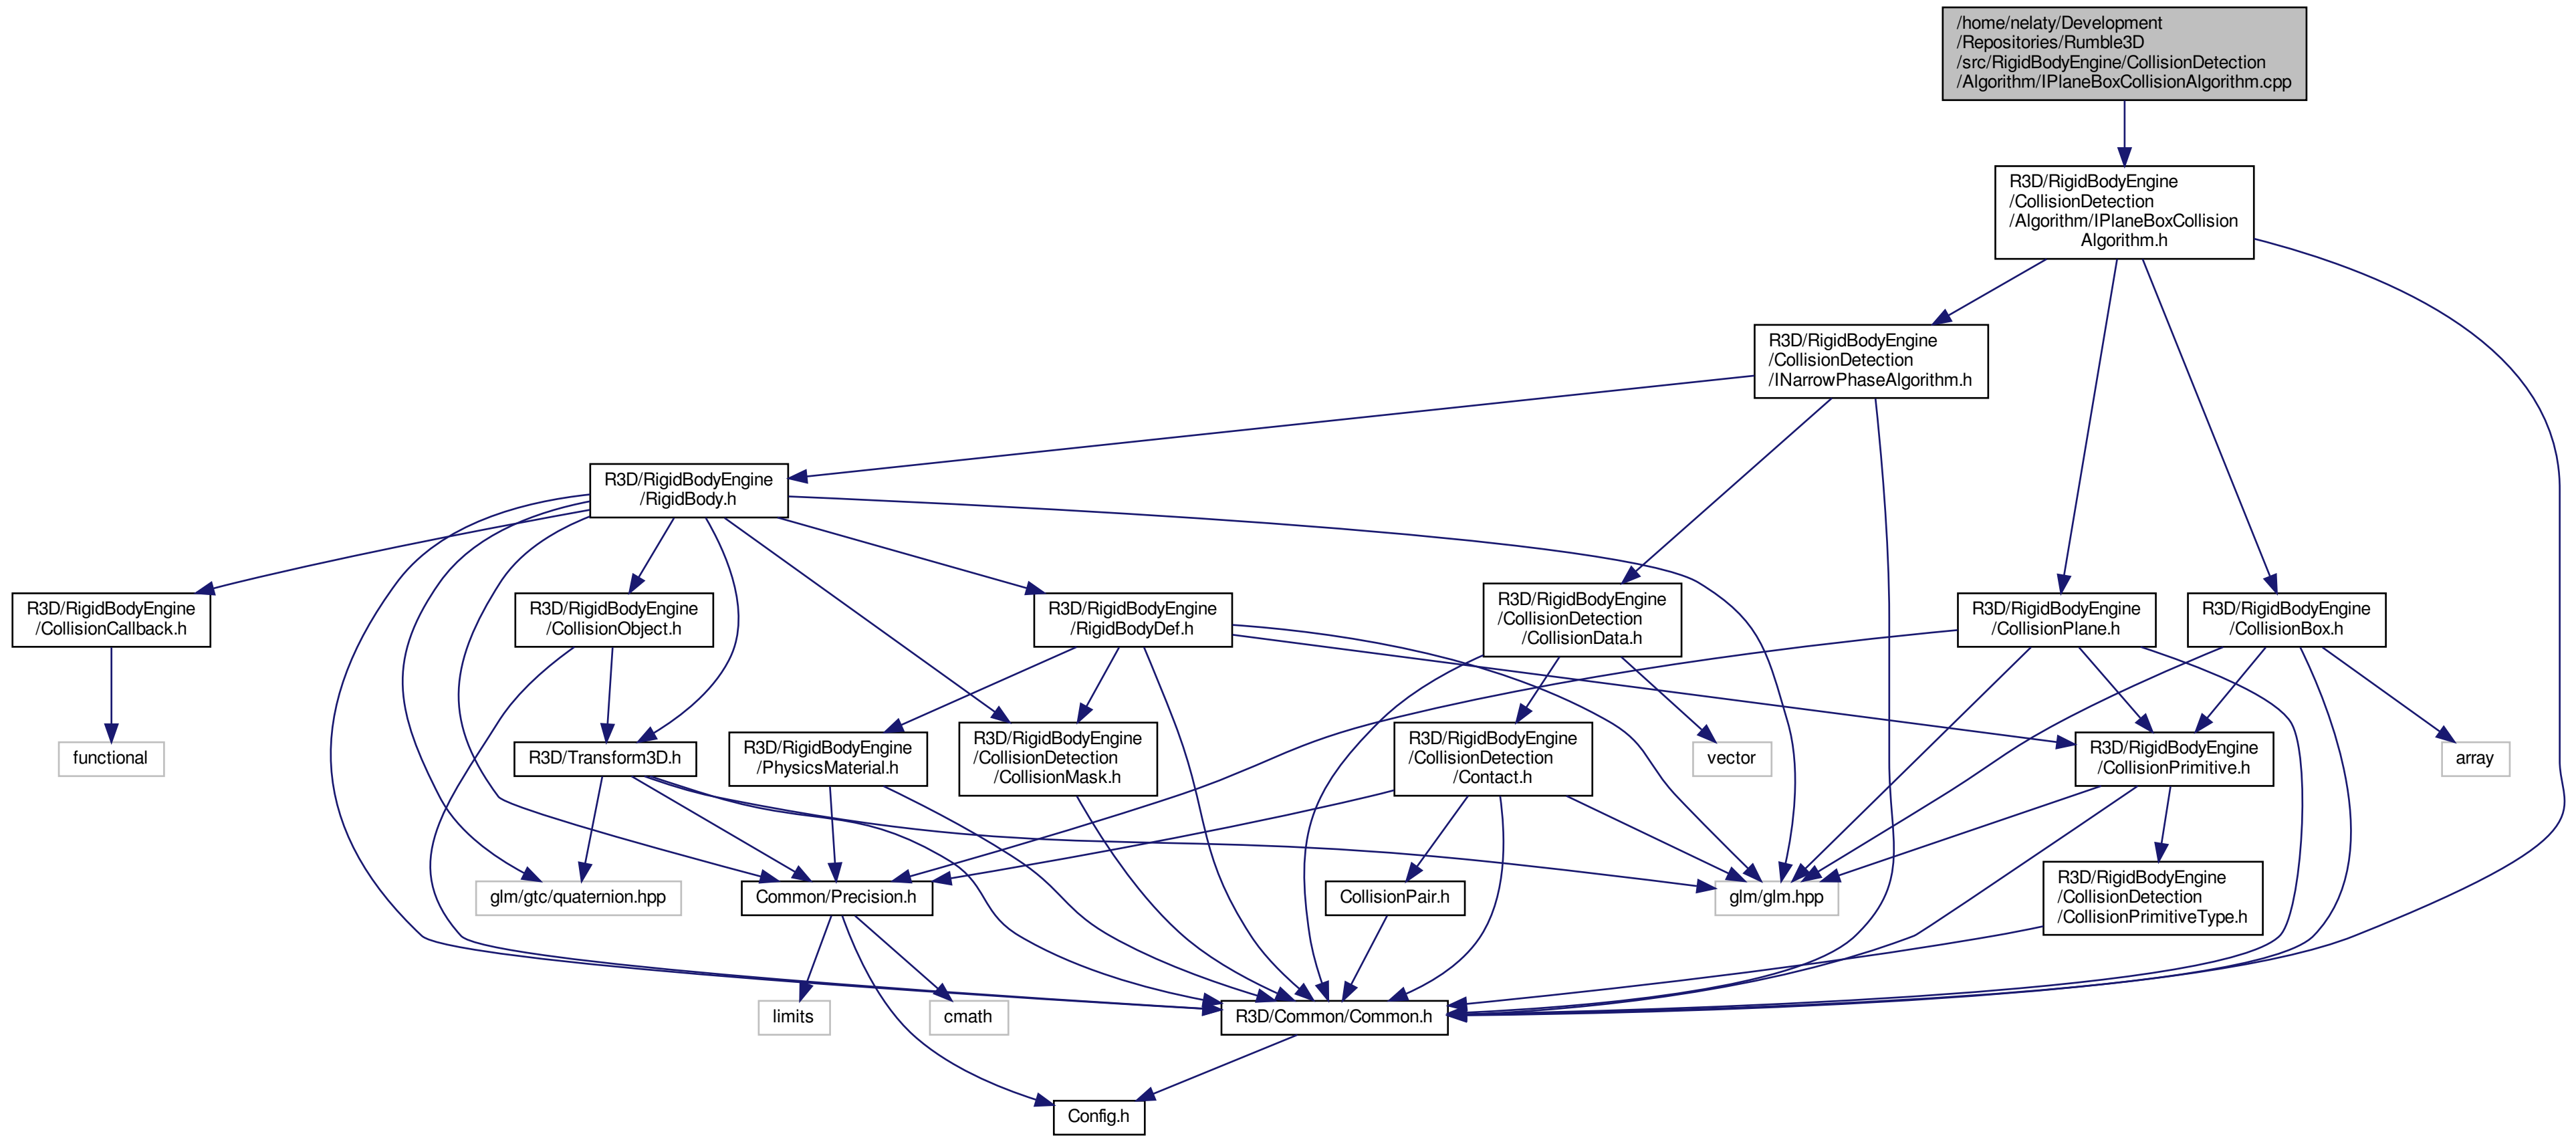 /home/nelaty/Development
/Repositories/Rumble3D
/src/RigidBodyEngine/CollisionDetection
/Algorithm/IPlaneBoxCollisionAlgorithm.cpp
R3D/RigidBodyEngine
/CollisionDetection
/Algorithm/IPlaneBoxCollision
Algorithm.h
R3D/RigidBodyEngine
/CollisionDetection
/INarrowPhaseAlgorithm.h
R3D/RigidBodyEngine
/RigidBody.h
R3D/RigidBodyEngine
/CollisionCallback.h
R3D/RigidBodyEngine
/CollisionObject.h
R3D/RigidBodyEngine
/RigidBodyDef.h
R3D/RigidBodyEngine
/CollisionDetection
/CollisionData.h
R3D/RigidBodyEngine
/CollisionPlane.h
R3D/RigidBodyEngine
/CollisionBox.h
functional
R3D/Transform3D.h
R3D/RigidBodyEngine
/PhysicsMaterial.h
R3D/RigidBodyEngine
/CollisionDetection
/CollisionMask.h
R3D/RigidBodyEngine
/CollisionDetection
/Contact.h
vector
R3D/RigidBodyEngine
/CollisionPrimitive.h
array
glm/gtc/quaternion.hpp
Common/Precision.h
CollisionPair.h
glm/glm.hpp
R3D/RigidBodyEngine
/CollisionDetection
/CollisionPrimitiveType.h
limits
cmath
R3D/Common/Common.h
Config.h